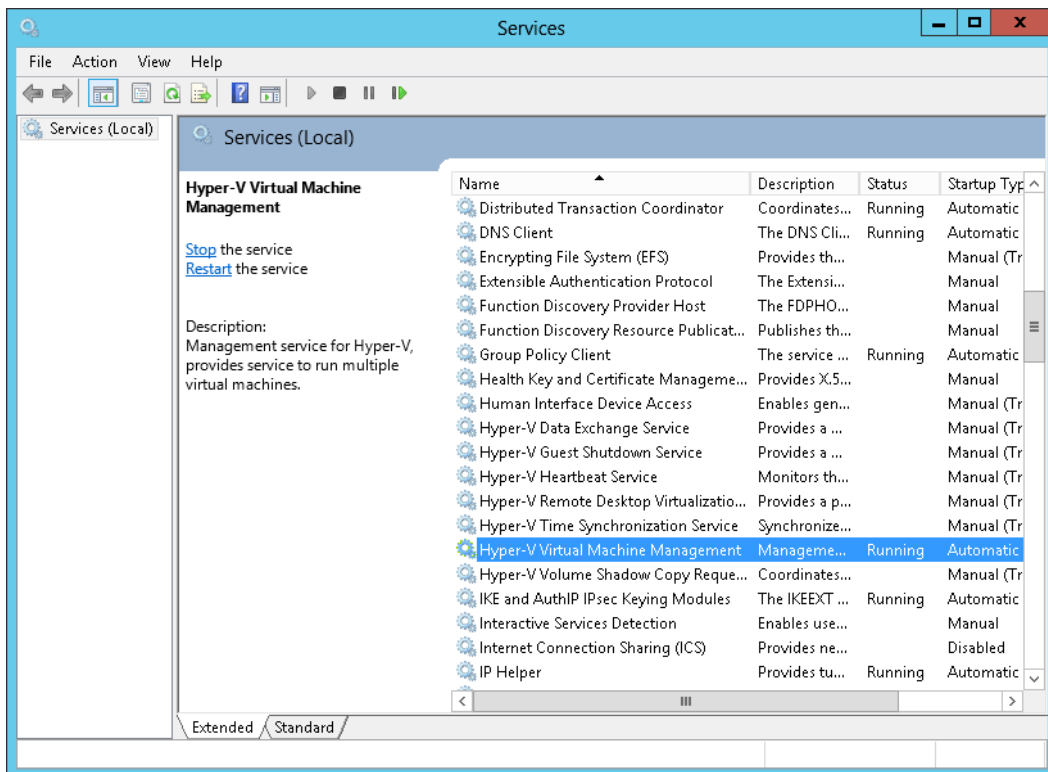 Services
File Action View Help
Services (Local)
Services (Local)
Hyper-V Virtual Machine
Management
Stop the service
Restart the service
Description:
Management service for Hyper-V,
provides service to run multiple
virtual machines.
Name Description Status Startup Typ
Distributed Transaction Coordinator Coordinates... Running Automatic
DNS Client The DNS Cli... Running Automatic
Encrypting File System (EFS) Provides th... Manual (Tr
Extensible Authentication Protocol The Extensi... Manual
Function Discovery Provider Host The FDPHO... Manual
Function Discovery Resource Publicat... Publishes th... Manual
Group Policy Client The service ... Running Automatic
Health Key and Certificate Manageme... Provides X.5... Manual
Human Interface Device Access Enables gen... Manual (Tr
Hyper-V Data Exchange Service Provides a ... Manual (Tr
Hyper-V Guest Shutdown Service Provides a ... Manual (Tr
Hyper-V Heartbeat Service Monitors th... Manual (Tr
Hyper-V Remote Desktop Virtualizatio... Provides a p... Manual (Tr
Hyper-V Time Synchronization Service Synchronize... Manual (Tr
Hyper-V Virtual Machine Management Manageme... Running Automatic
Hyper-V Volume Shadow Copy Reque... Coordinates... Manual (Tr
IKE and AuthIP IPsec Keying Modules The IKEEXT ... Running Automatic
Interactive Services Detection Enables use... Manual
Internet Connection Sharing (ICS) Provides ne... Disabled
IP Helper Provides tu... Running Automatic
Extended Standard